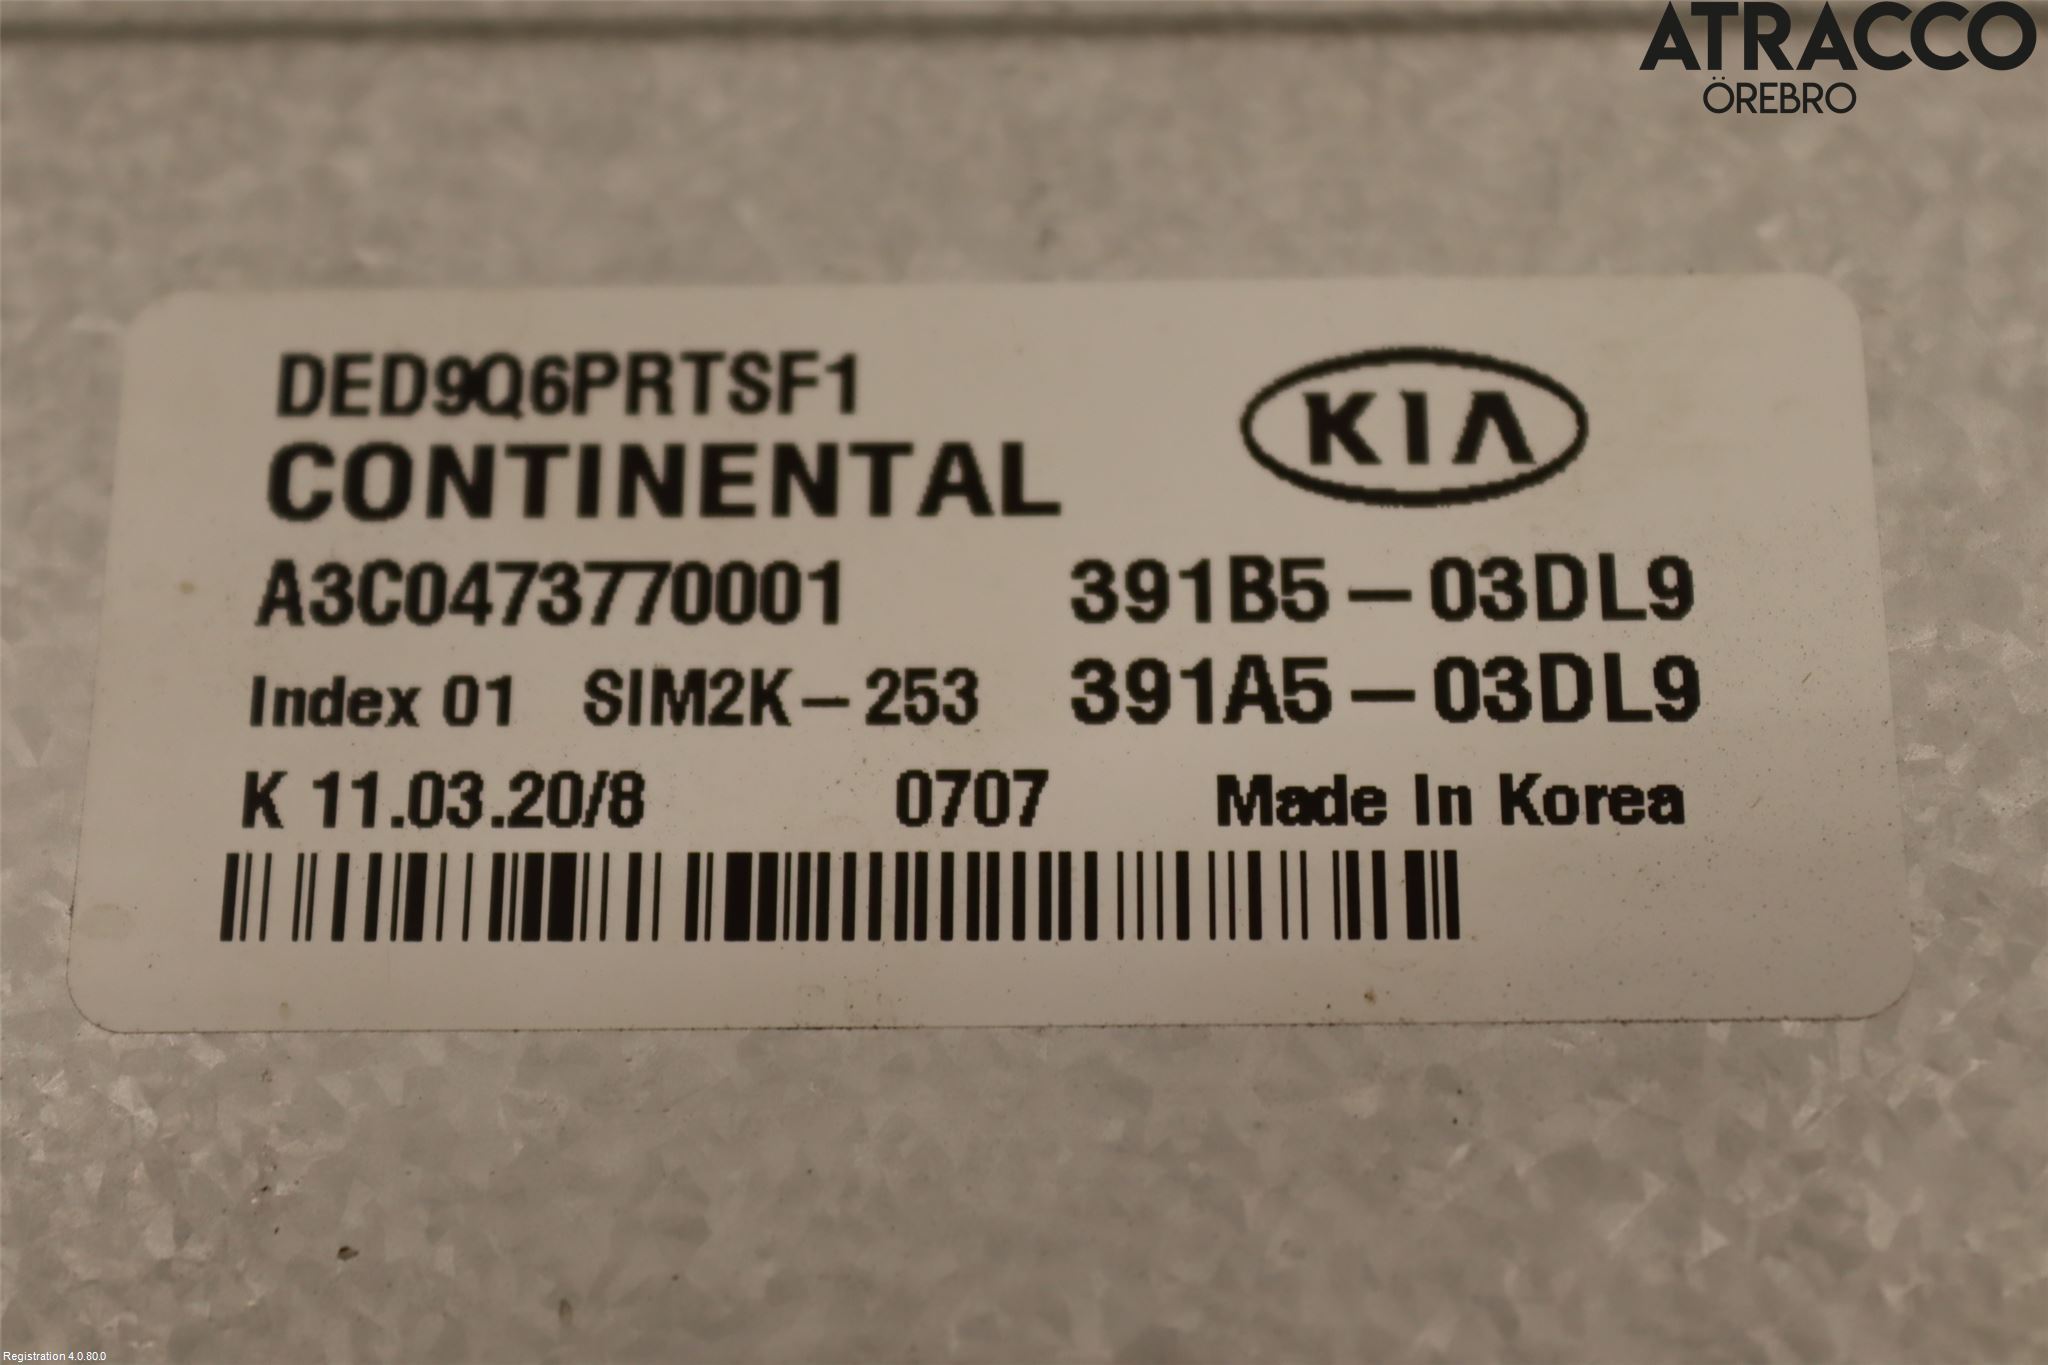 ATRACCO
ÖREBRO
DED9Q6PRTSF1
CONTINENTAL
KIA
A3C0473770001 391B5-03DL9
Index 01 SIM2K-253 391A5-03DL9
K 11.03.20/8 0707 Made In Korea
Registration 4.0.80.0